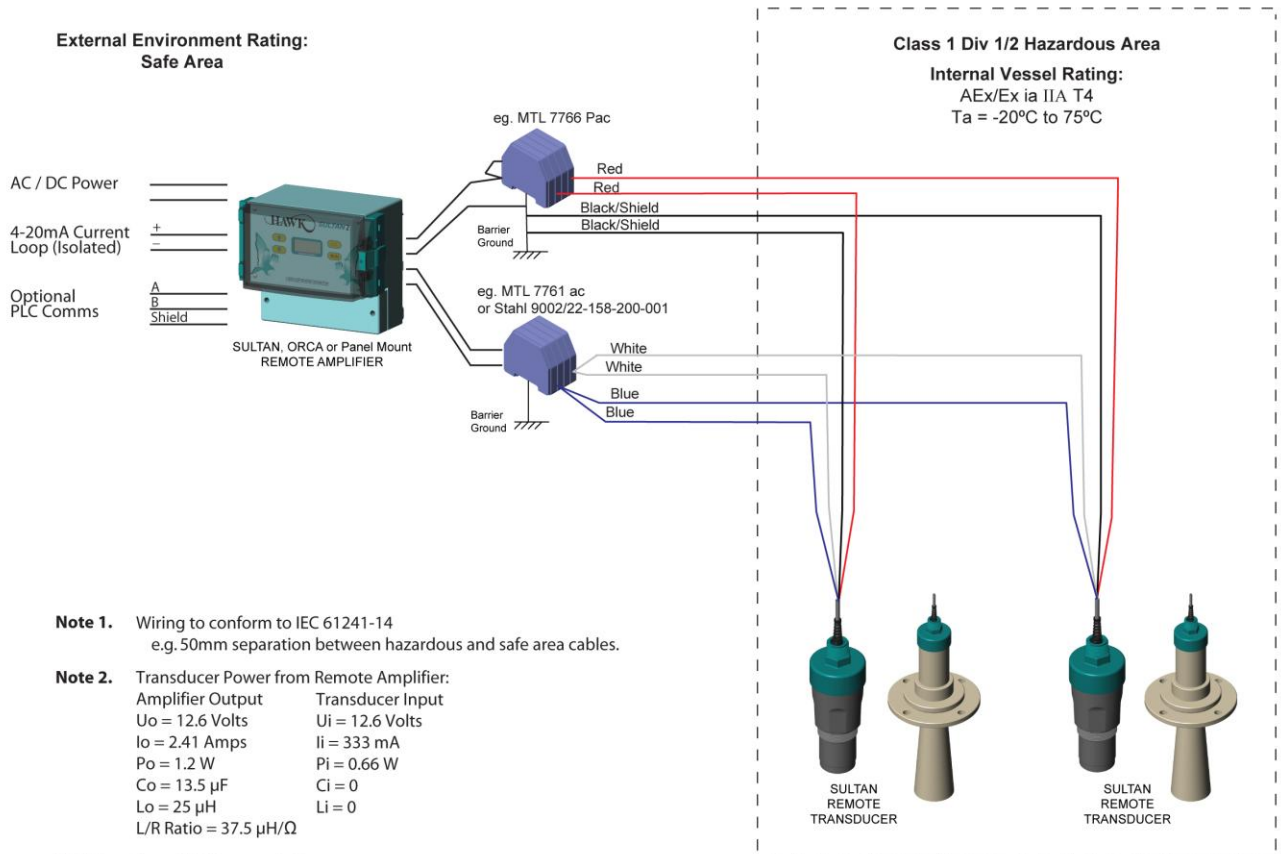 External Environment Rating:
Safe Area
Class 1 Div 1/2 Hazardous Area
Internal Vessel Rating:
AEx/Ex ia IIA T4
Ta = -20ºC to 75ºC
eg. MTL 7766 Pac
AC / DC Power
4-20mA Current
Loop (Isolated)
+
–
Optional
PLC Comms
A
B
Shield
HAWK SULTAN
SULTAN, ORCA or Panel Mount
REMOTE AMPLIFIER
Barrier
Ground
Red
Red
Black/Shield
Black/Shield
eg. MTL 7761 ac
or Stahl 9002/22-158-200-001
Barrier
Ground
White
White
Blue
Blue
Note 1. Wiring to conform to IEC 61241-14
e.g. 50mm separation between hazardous and safe area cables.
Note 2. Transducer Power from Remote Amplifier:
Amplifier Output Transducer Input
Uo = 12.6 Volts Ui = 12.6 Volts
Io = 2.41 Amps Ii = 333 mA
Po = 1.2 W Pi = 0.66 W
Co = 13.5 µF Ci = 0
Lo = 25 µH Li = 0
L/R Ratio = 37.5 µH/Ω
SULTAN
REMOTE
TRANSDUCER
SULTAN
REMOTE
TRANSDUCER